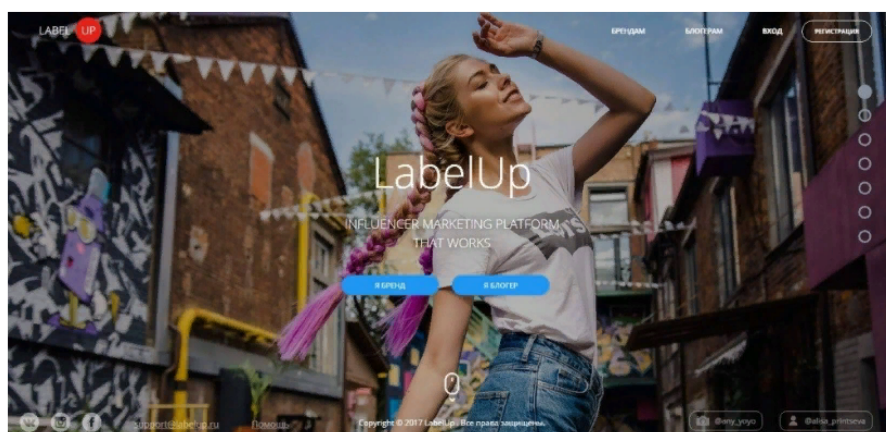 LABEL UP
БРЕНДАМ
БЛОГЕРАМ
ВХОД
РЕГИСТРАЦИЯ
LabelUp
INFLUENCER MARKETING PLATFORM
THAT WORKS
Я БРЕНД
Я БЛОГЕР
support@labelup.ru
Помощь
Copyright © 2017 LabelUp. Все права защищены.
@any_yoyo
@alisa_printseva